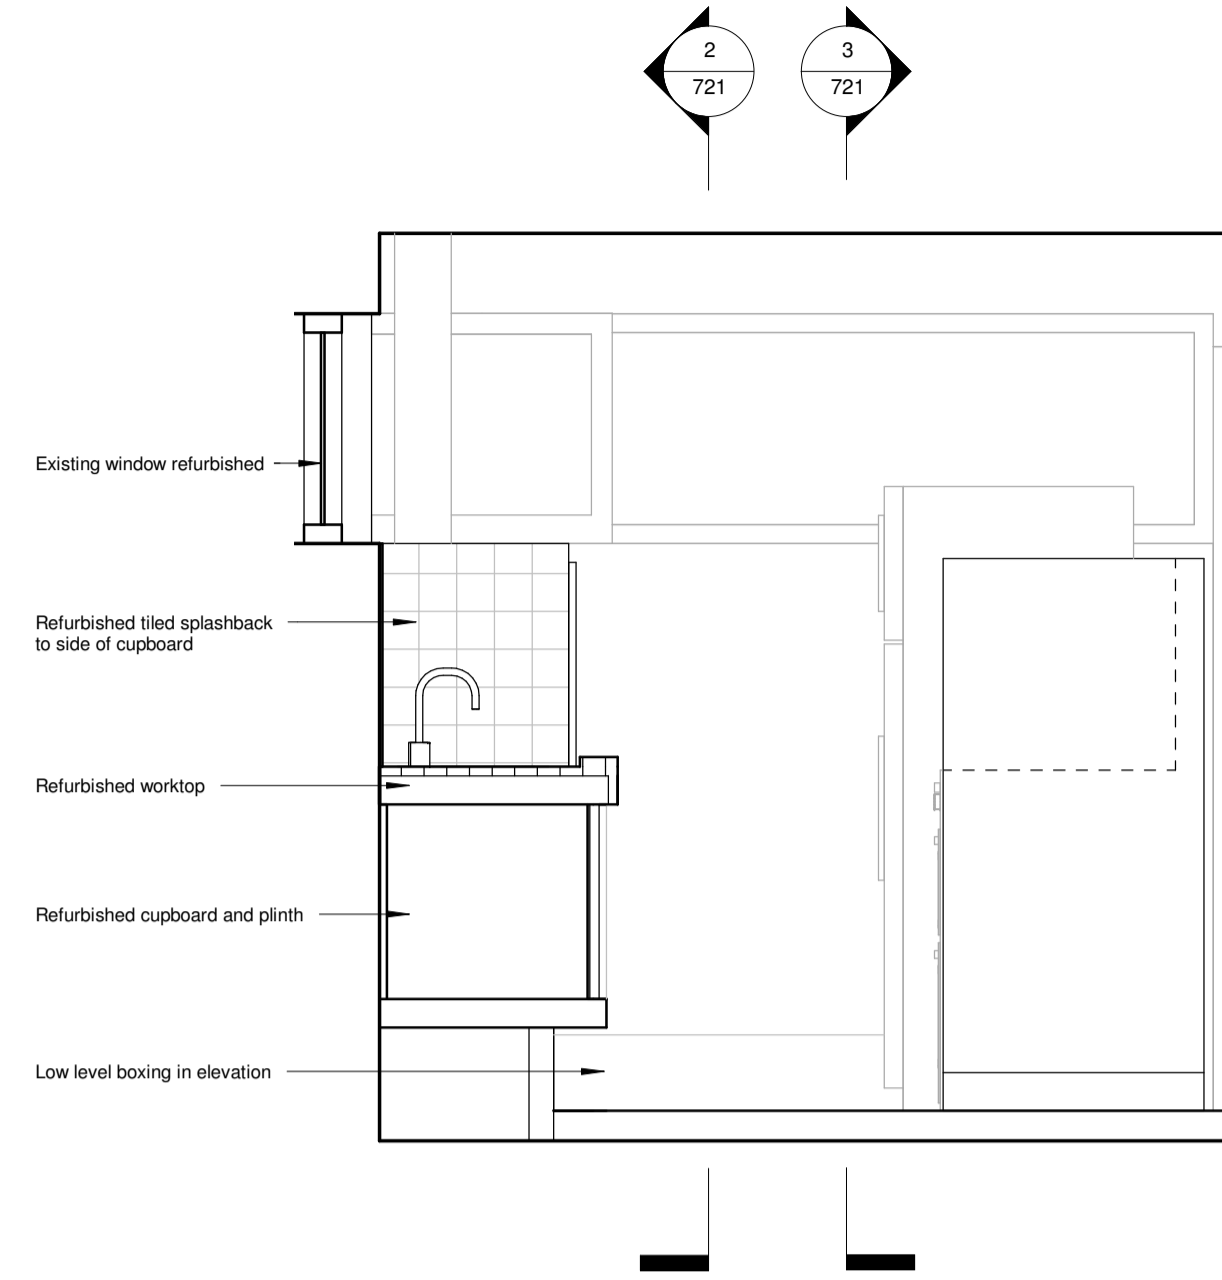 2
721
3
721
Existing window refurbished
Refurbished tiled splashback
to side of cupboard
Refurbished worktop
Refurbished cupboard and plinth
Low level boxing in elevation